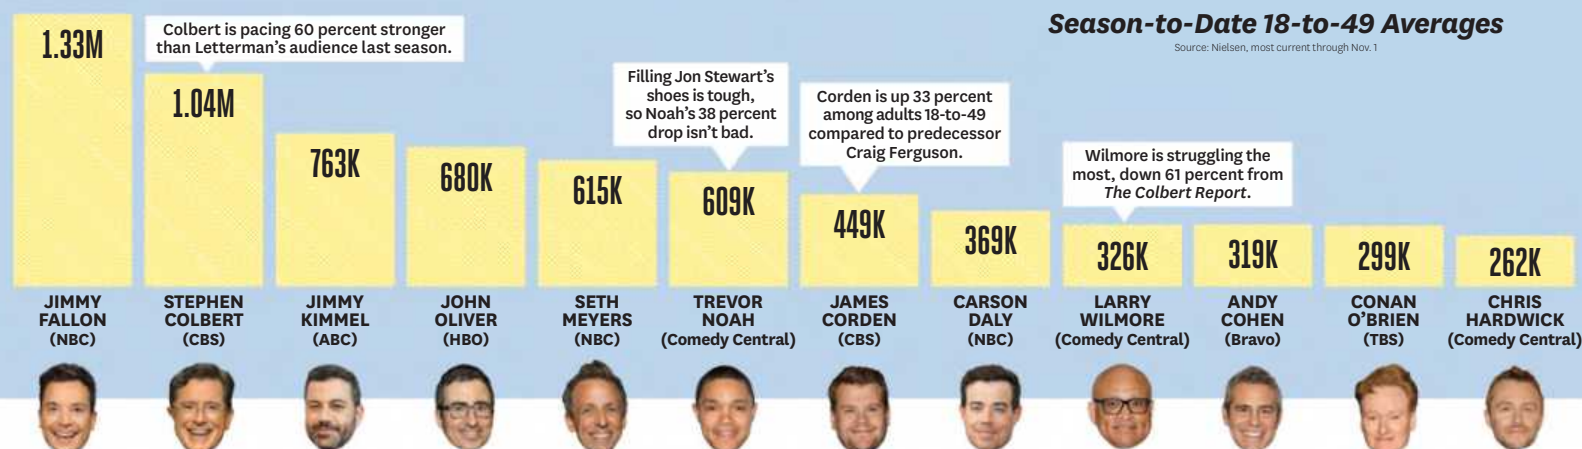 Season-to-Date 18-to-49 Averages
Source: Nielsen, most current through Nov. 1
1.33M
Colbert is pacing 60 percent stronger
than Letterman’s audience last season.
1.04M
763K
680K
615K
Filling Jon Stewart’s
shoes is tough,
so Noah’s 38 percent
drop isn’t bad.
609K
Corden is up 33 percent
among adults 18-to-49
compared to predecessor
Craig Ferguson.
449K
369K
Wilmore is struggling the
most, down 61 percent from
The Colbert Report.
326K
319K
299K
262K
JIMMY
FALLON
(NBC)
STEPHEN
COLBERT
(CBS)
JIMMY
KIMMEL
(ABC)
JOHN
OLIVER
(HBO)
SETH
MEYERS
(NBC)
TREVOR
NOAH
(Comedy Central)
JAMES
CORDEN
(CBS)
CARSON
DALY
(NBC)
LARRY
WILMORE
(Comedy Central)
ANDY
COHEN
(Bravo)
CONAN
O’BRIEN
(TBS)
CHRIS
HARDWICK
(Comedy Central)